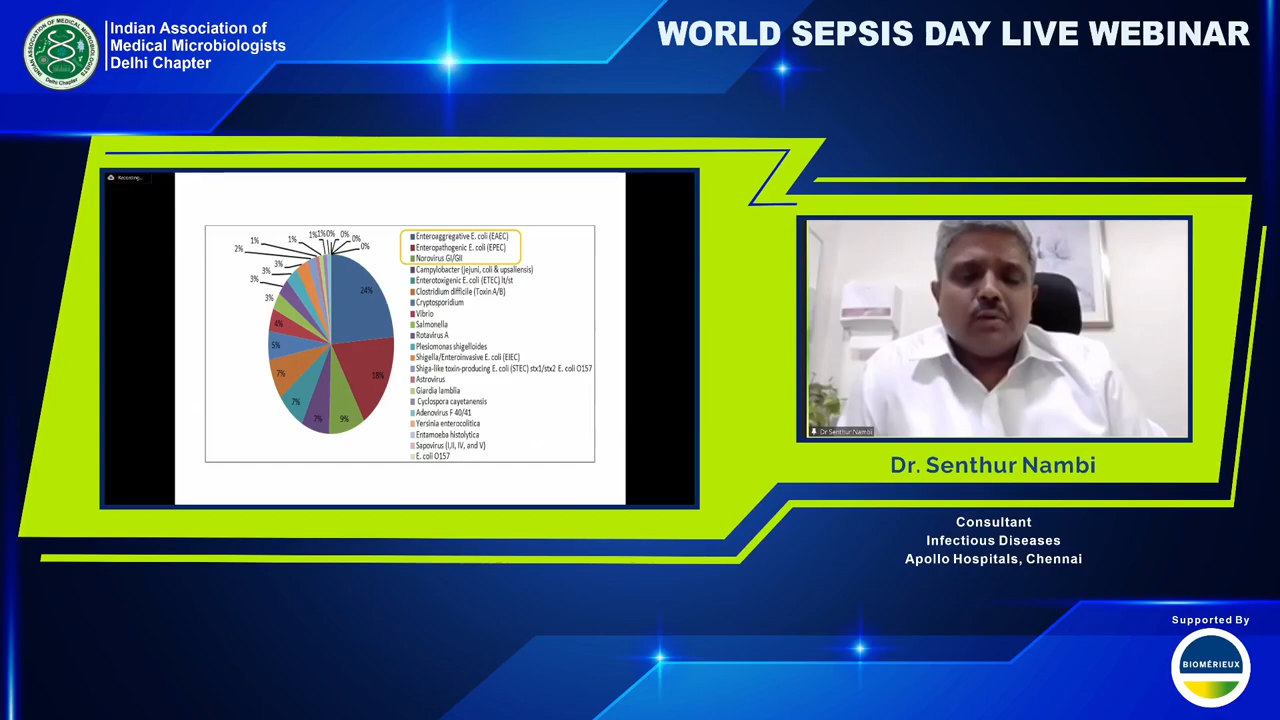 Indian Association of
Medical Microbiologists
Delhi Chapter
WORLD SEPSIS DAY LIVE WEBINAR
Recording...
1%
2%
3%
3%
3%
3%
4%
5%
7%
7%
7%
9%
18%
24%
1%
1%
1%
0%
0%
0%
0%
Enteroaggregative E. coli (EAEC)
Enteropathogenic E. coli (EPEC)
Norovirus GI/GII
Campylobacter (jejuni, coli & upsaliensis)
Enterotoxigenic E. coli (ETEC) lt/st
Clostridium difficile (Toxin A/B)
Cryptosporidium
Vibrio
Salmonella
Rotavirus A
Plesiomonas shigelloides
Shigella/Enteroinvasive E. coli (EIEC)
Shiga-like toxin-producing E. coli (STEC) stx1/stx2 E. coli O157
Astrovirus
Giardia lamblia
Cyclospora cayetanensis
Adenovirus F 40/41
Yersinia enterocolitica
Entamoeba histolytica
Sapovirus (I,II, IV, and V)
E. coli O157
Dr Senthur Nambi
Dr. Senthur Nambi
Consultant
Infectious Diseases
Apollo Hospitals, Chennai
Supported By
BIOMÉRIEUX